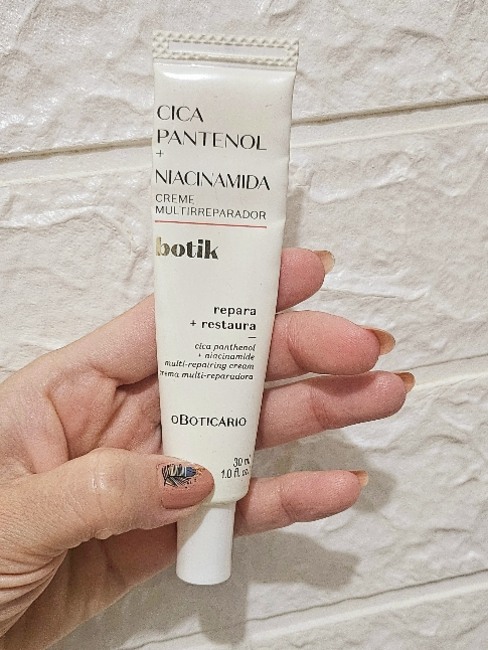 CICA
PANTENOL
+
NIACINAMIDA
CREME
MULTIRREPARADOR
botik
repara
+ restaura
cica panthenol
+ niacinamide
multi-repairing cream
crema multi-reparadora
oBOTICÁRIO
30 ml
1.0 fl. oz.